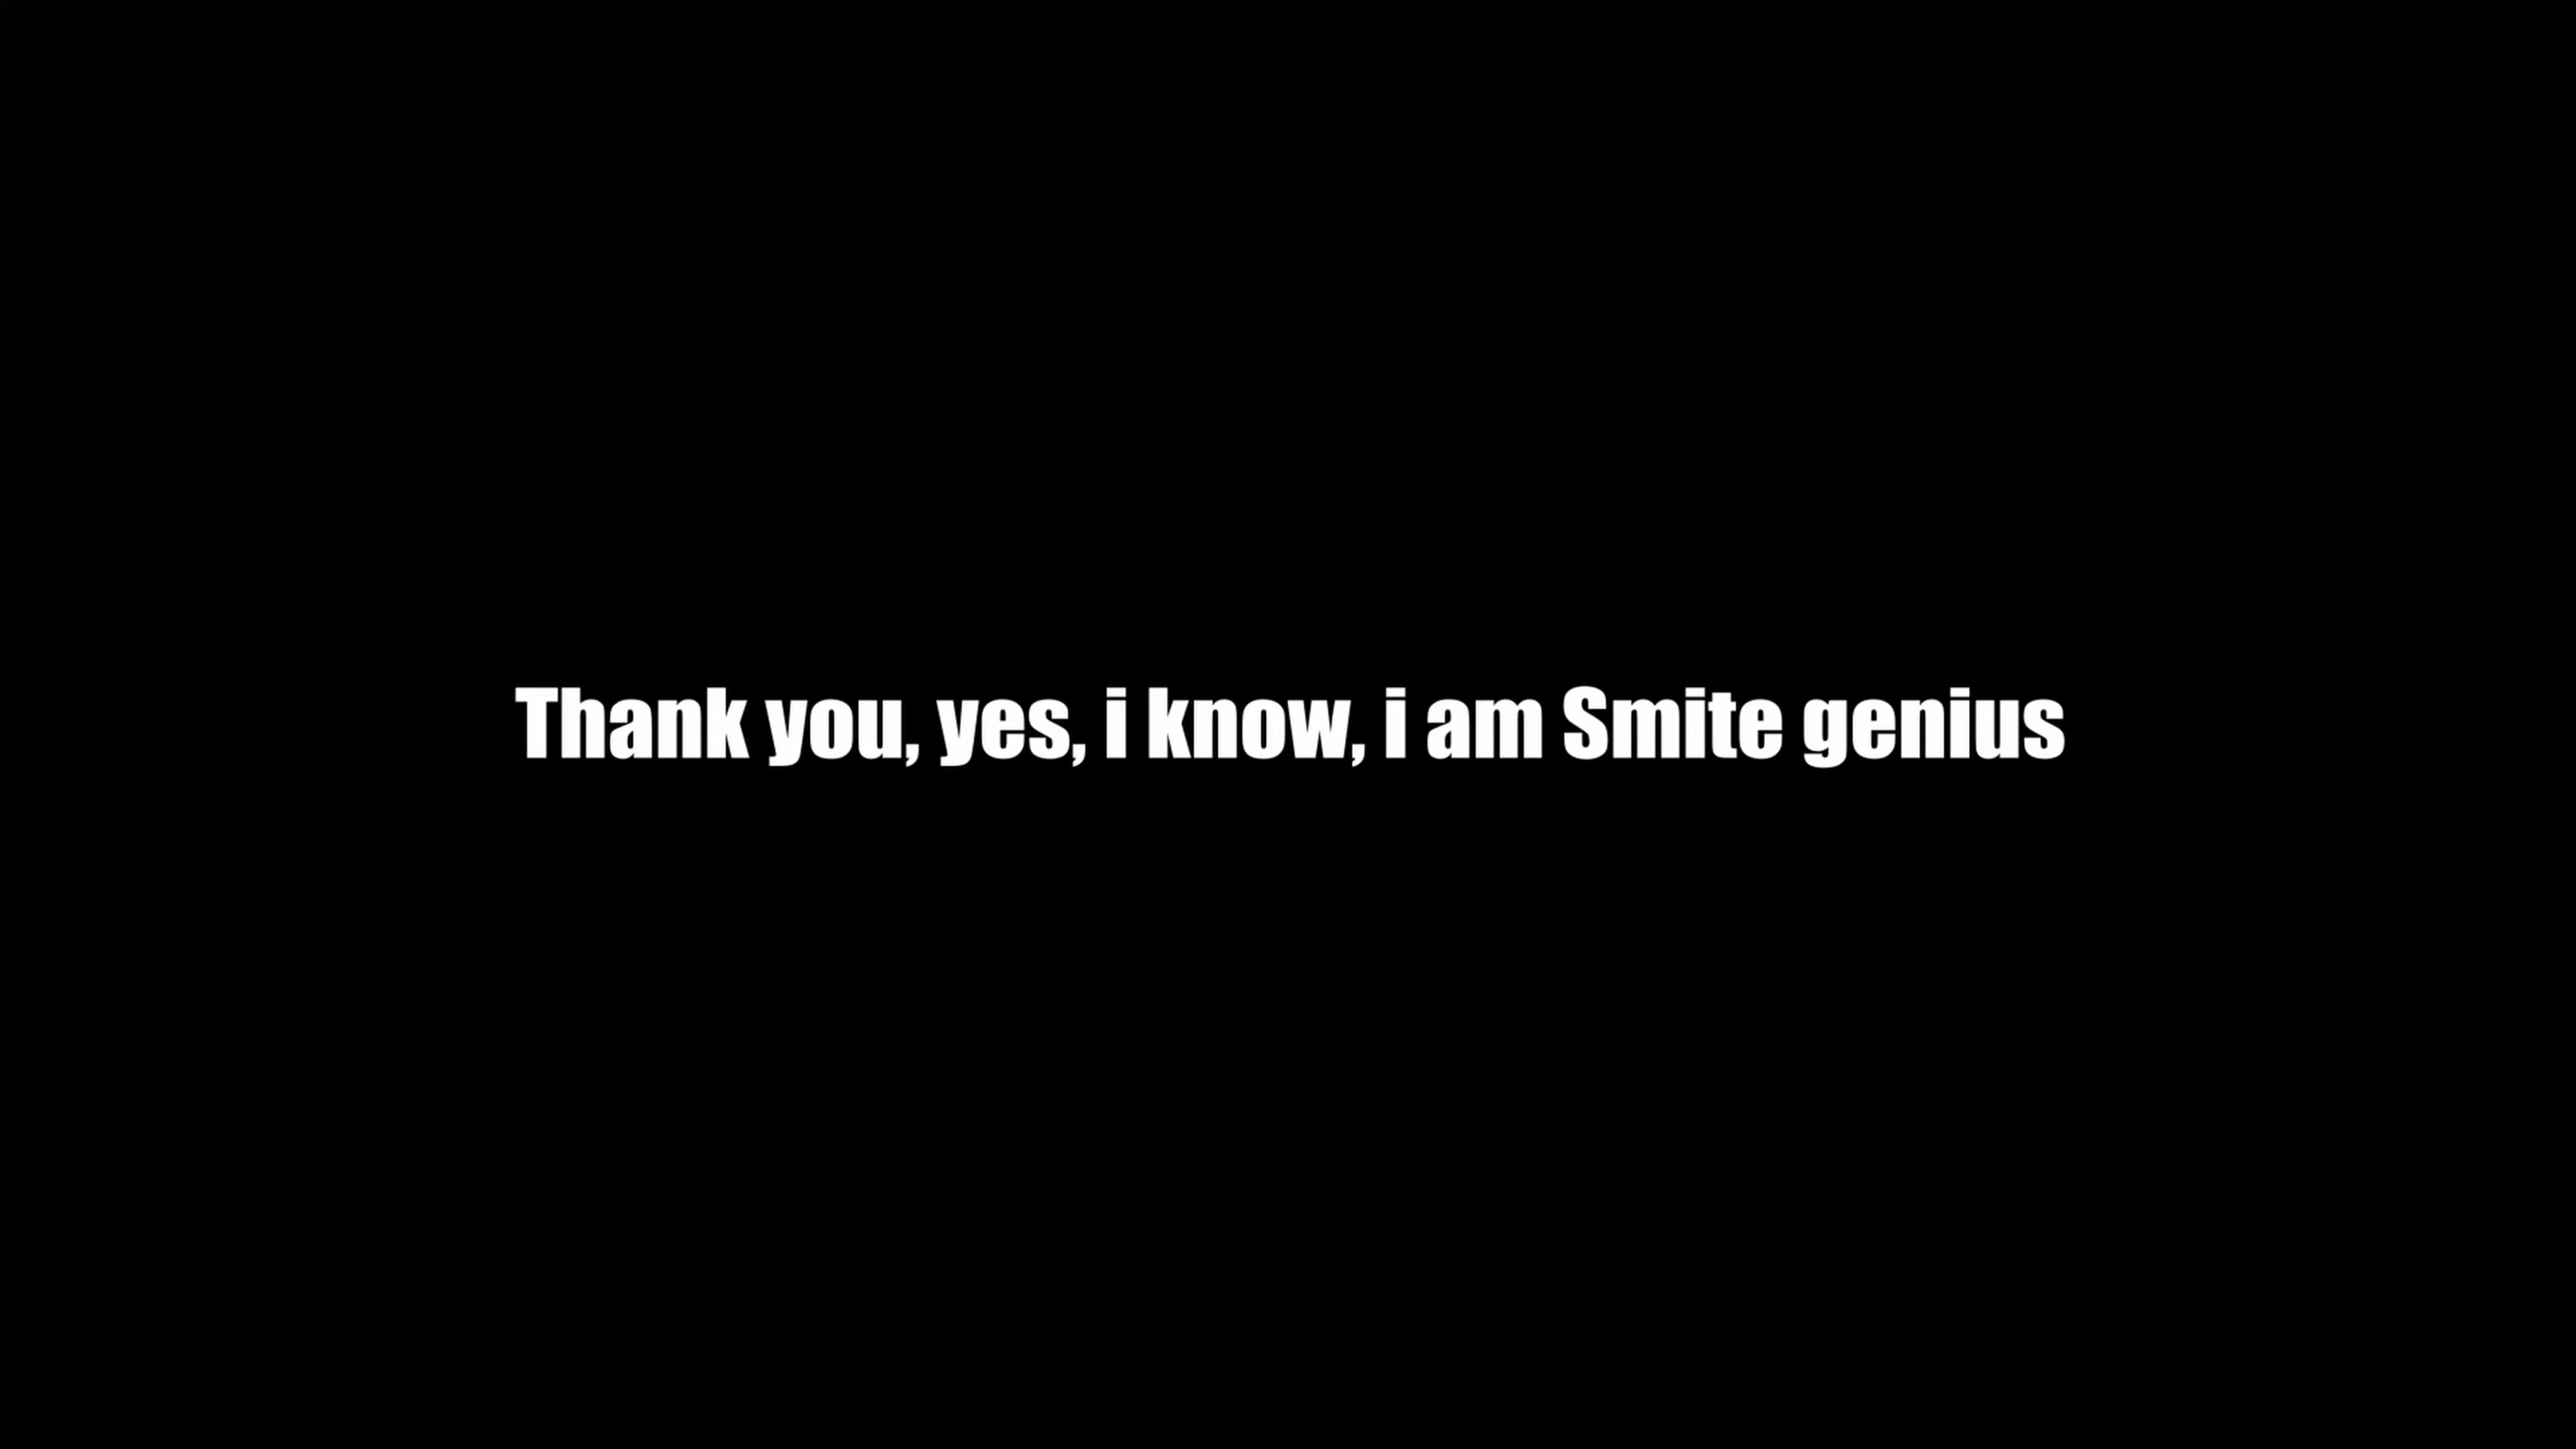 Thank you, yes, i know, i am Smite genius